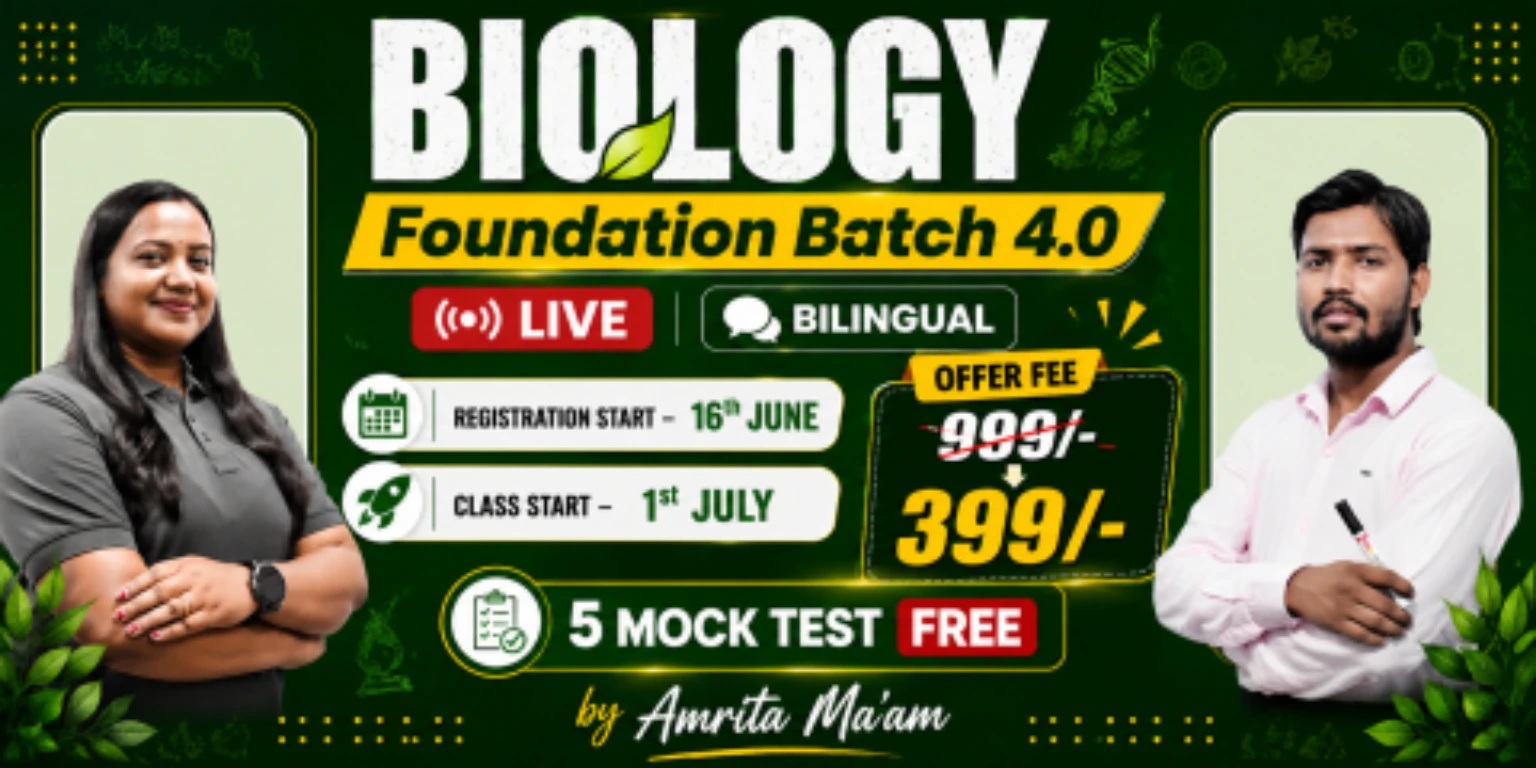 BIOLOGY
Foundation Batch 4.0
LIVE
BILINGUAL
REGISTRATION START – 16th JUNE
CLASS START – 1st JULY
OFFER FEE
999/-
399/-
5 MOCK TEST FREE
by Amrita Ma'am